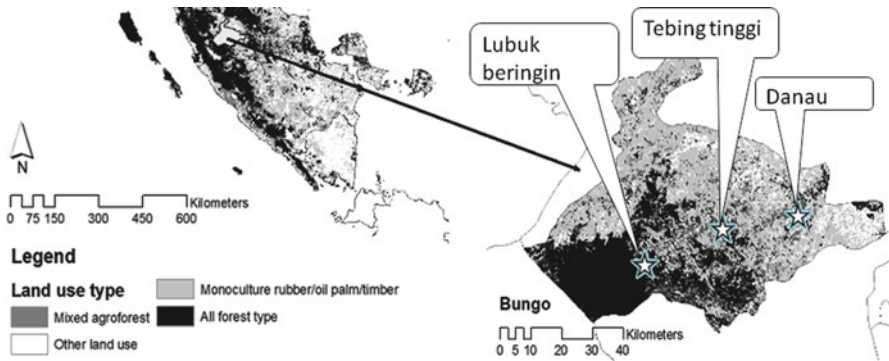 Lubuk
beringin
Tebing tinggi
Danau
N
Kilometers
0 75 150 300 450 600
Legend
Land use type
Mixed agroforest
Other land use
Monoculture rubber/oil palm/timber
All forest type
Bungo
Kilometers
0 5 10 20 30 40